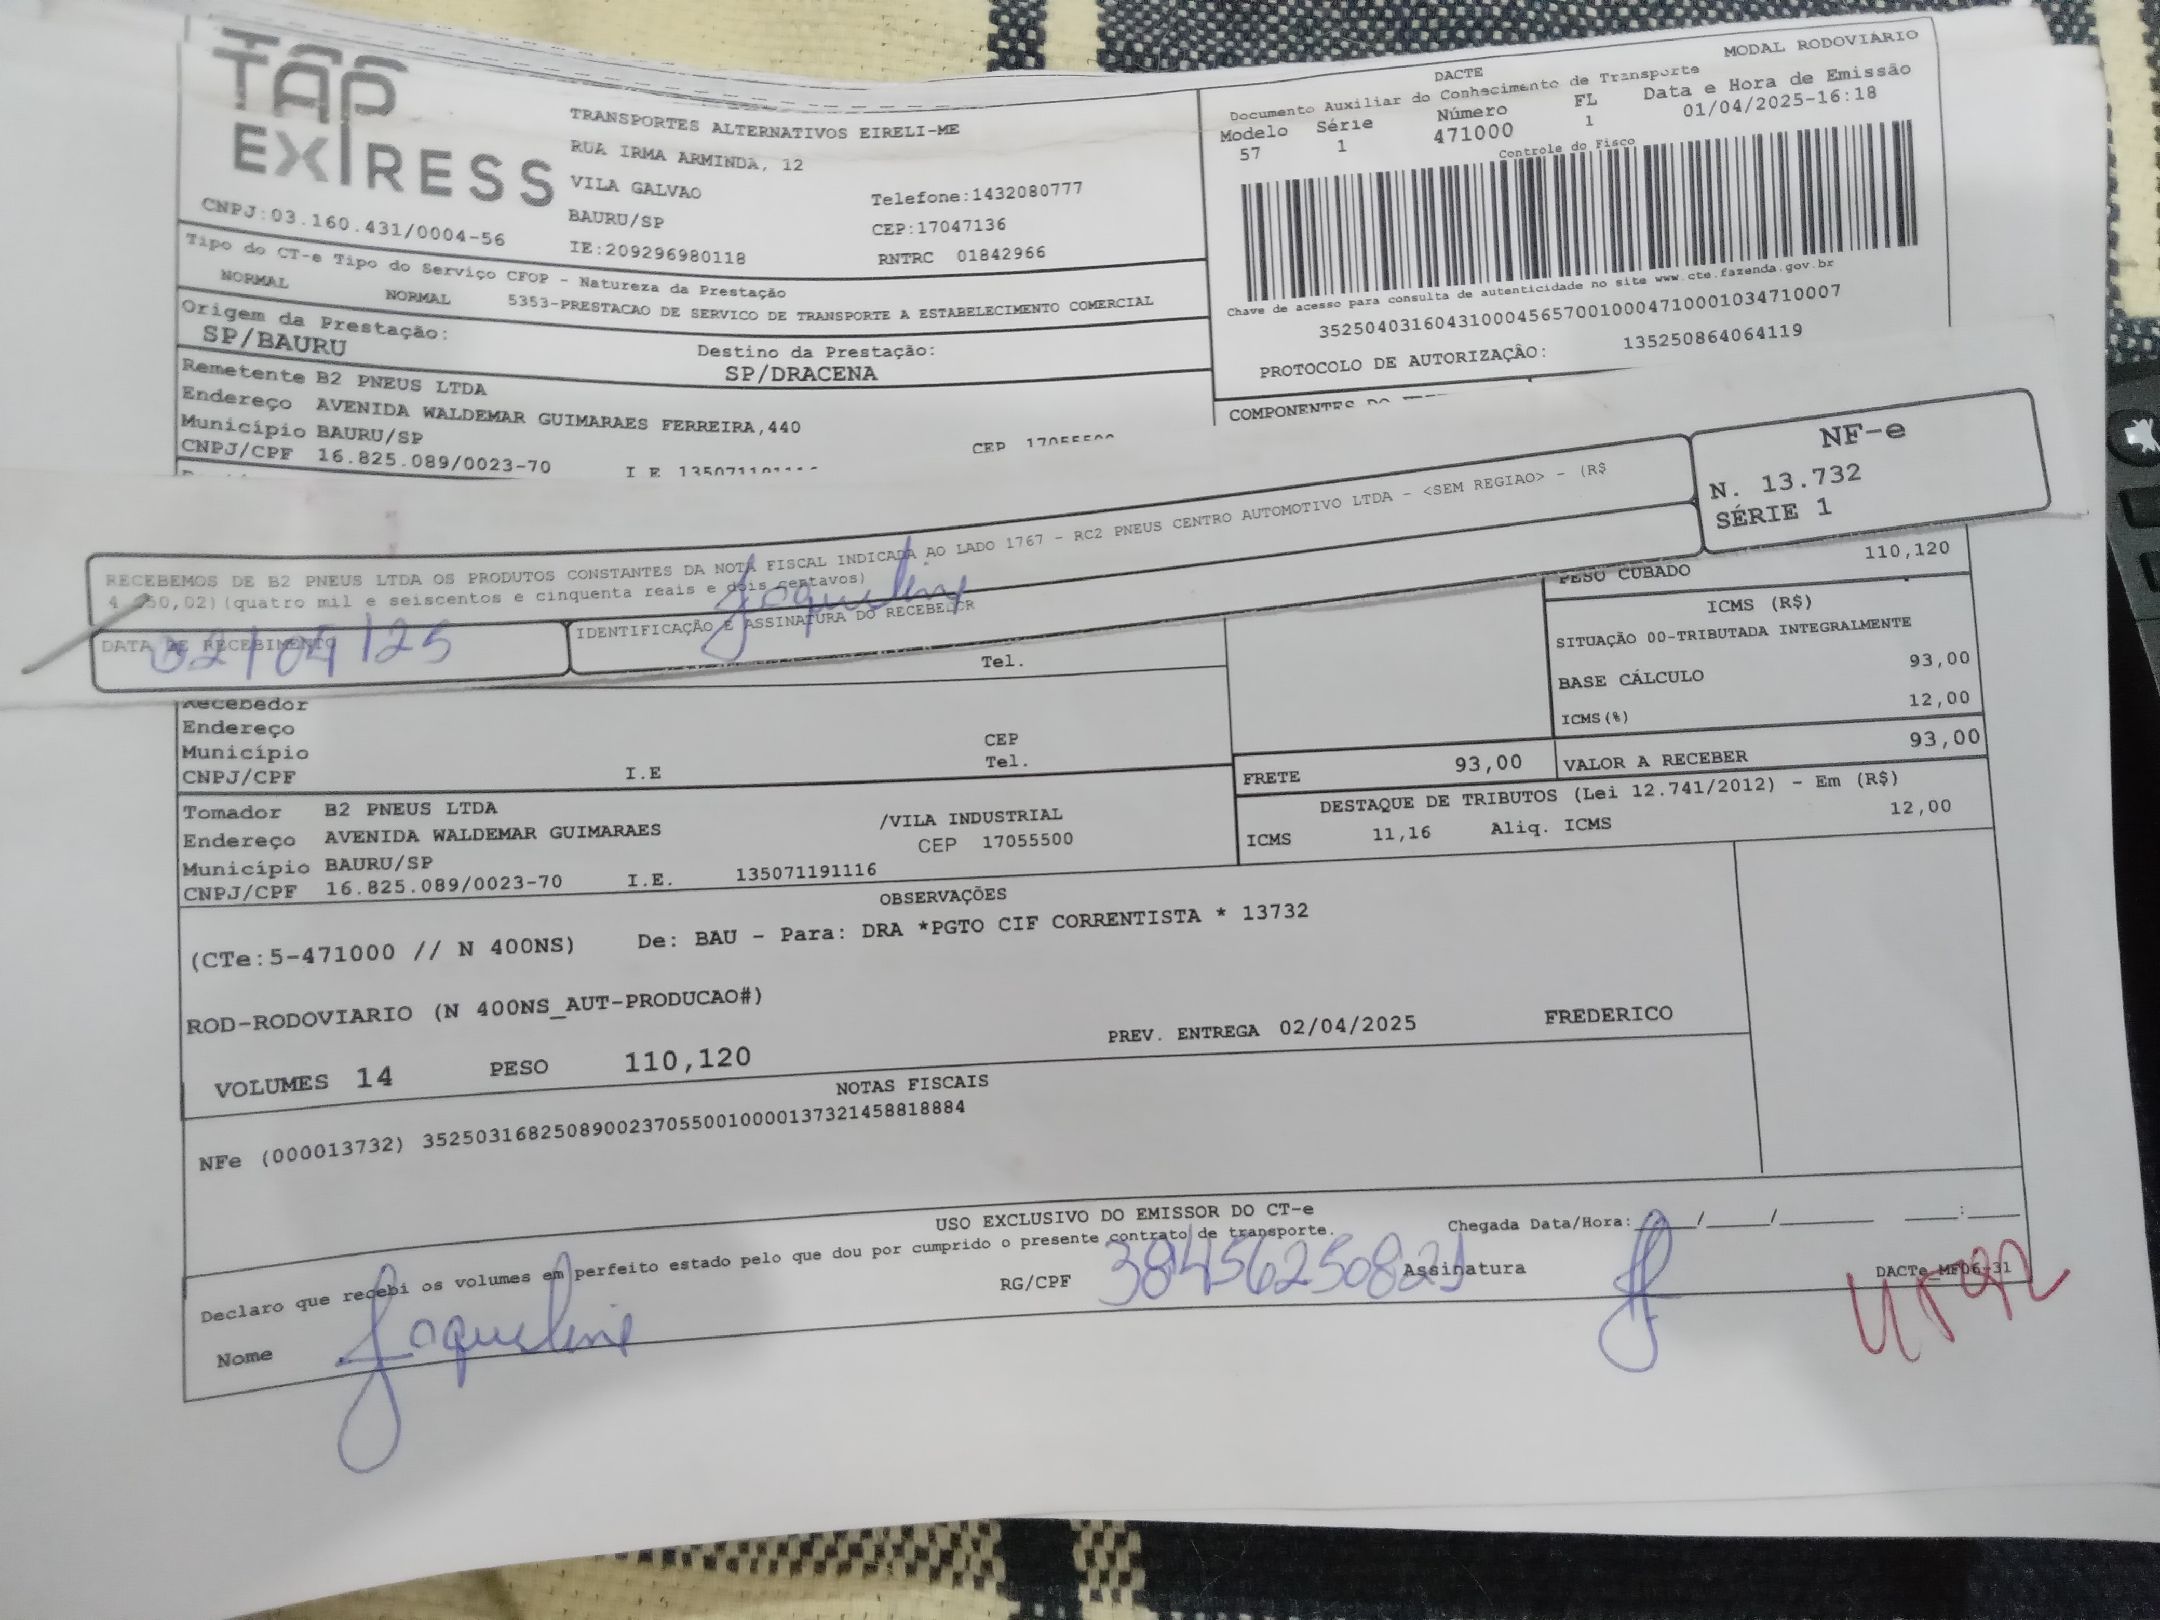 TAP
EXPRESS
CNPJ:03.160.431/0004-56
TRANSPORTES ALTERNATIVOS EIRELI-ME
RUA IRMA ARMINDA, 12
VILA GALVAO
BAURU/SP
IE:209296980118
Telefone:1432080777
CEP:17047136
RNTRC 01842966
MODAL RODOVIÁRIO
DACTE
Documento Auxiliar do Conhecimento de Transporte
Modelo Série Número FL Data e Hora de Emissão
57 1 471000 1 01/04/2025-16:18
Controle do Fisco
Chave de acesso para consulta de autenticidade no site www.cte.fazenda.gov.br
35250403160431000456570010004710001034710007
PROTOCOLO DE AUTORIZAÇÂO: 135250864064119
Tipo do CT-e Tipo do Serviço CFOP - Natureza da Prestação
NORMAL NORMAL 5353-PRESTACAO DE SERVICO DE TRANSPORTE A ESTABELECIMENTO COMERCIAL
Origem da Prestação:
SP/BAURU
Destino da Prestação:
SP/DRACENA
Remetente B2 PNEUS LTDA
Endereço AVENIDA WALDEMAR GUIMARAES FERREIRA,440
Município BAURU/SP CEP 17055500
CNPJ/CPF 16.825.089/0023-70 I E
COMPONENTES
RECEBEMOS DE B2 PNEUS LTDA OS PRODUTOS CONSTANTES DA NOTA FISCAL INDICADA AO LADO 1767 - RC2 PNEUS CENTRO AUTOMOTIVO LTDA - <SEM REGIAO> - (R$
50,02)(quatro mil e seiscentos e cinquenta reais e dois centavos)
DATA DE RECEBIMENTO
02/04/25
IDENTIFICAÇÃO E ASSINATURA DO RECEBEDOR
Jaqueline
NF-e
N. 13.732
SÉRIE 1
Tel.
PESO CUBADO 110,120
ICMS (R$)
SITUAÇÃO 00-TRIBUTADA INTEGRALMENTE
BASE CÁLCULO 93,00
ICMS(%) 12,00
Recebedor
Endereço
Município CEP
CNPJ/CPF I.E Tel.
FRETE 93,00 VALOR A RECEBER 93,00
DESTAQUE DE TRIBUTOS (Lei 12.741/2012) - Em (R$)
ICMS 11,16 Aliq. ICMS 12,00
Tomador B2 PNEUS LTDA
Endereço AVENIDA WALDEMAR GUIMARAES /VILA INDUSTRIAL
Município BAURU/SP CEP 17055500
CNPJ/CPF 16.825.089/0023-70 I.E. 135071191116
OBSERVAÇÕES
(CTe:5-471000 // N 400NS) De: BAU - Para: DRA *PGTO CIF CORRENTISTA * 13732
ROD-RODOVIARIO (N 400NS_AUT-PRODUCAO#)
PREV. ENTREGA 02/04/2025 FREDERICO
VOLUMES 14 PESO 110,120
NOTAS FISCAIS
NFe (000013732) 35250316825089002370550010000137321458818884
USO EXCLUSIVO DO EMISSOR DO CT-e
Declaro que recebi os volumes em perfeito estado pelo que dou por cumprido o presente contrato de transporte.
Chegada Data/Hora: / / :
Nome Jaqueline RG/CPF 38456250821 Assinatura
DACTe_MF06-31